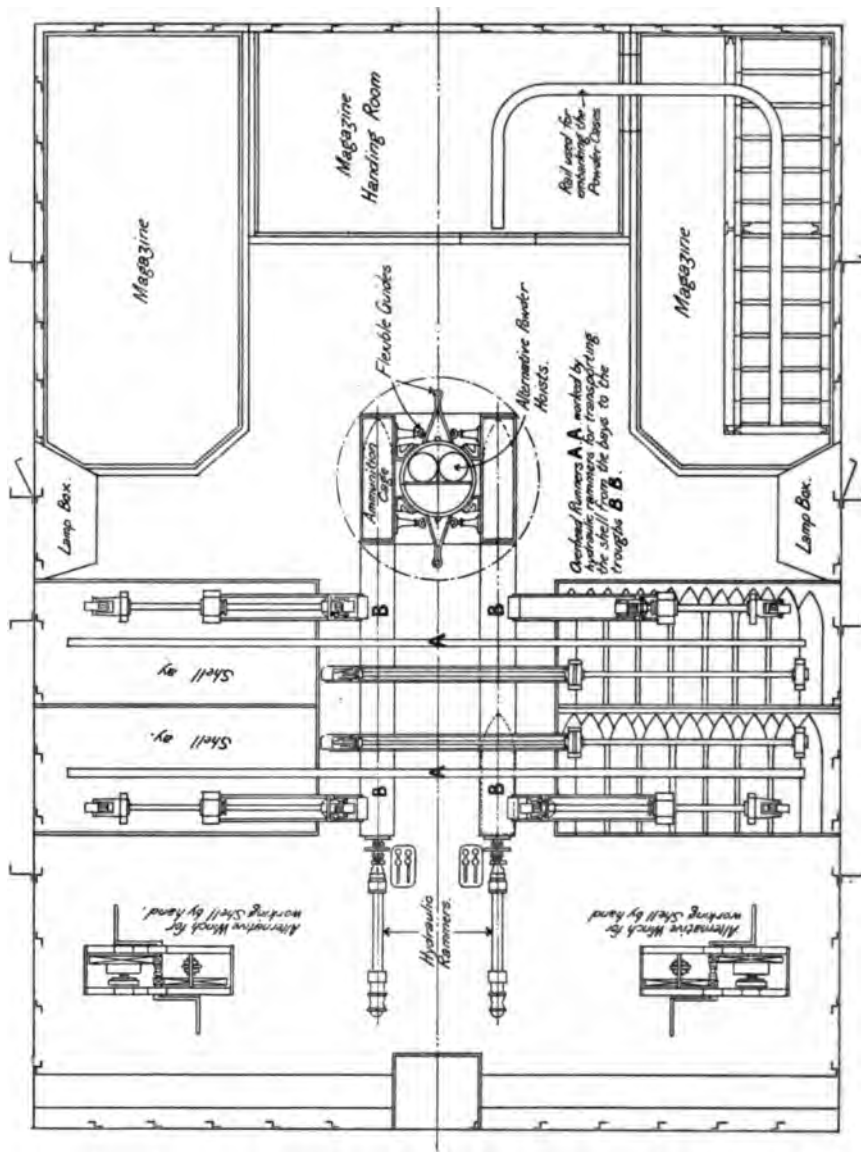 Magazine.
Magazine
Handing Room
Rail used for
embarking the
Powder Cases
Magazine
Flexible Guides.
Alternative Powder
Hoists.
Ammunition
Cage
Lamp Box.
Lamp Box.
Overhead Runners A A worked by
hydraulic rammers for transporting
the shell from the bays to the
troughs B B.
B
B
A
Shell ay
Shell ay.
A
B
B
Hydraulic
Rammers.
Alternative Winch for
working Shell by hand.
Alternative Winch for
working Shell by hand